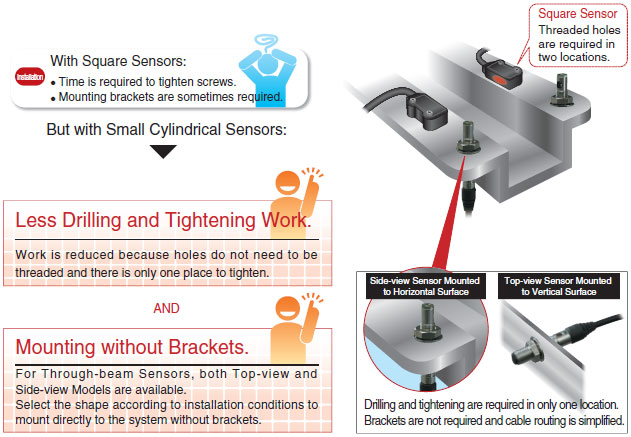 Installation
With Square Sensors:
• Time is required to tighten screws.
• Mounting brackets are sometimes required.
But with Small Cylindrical Sensors:
Less Drilling and Tightening Work.
Work is reduced because holes do not need to be
threaded and there is only one place to tighten.
AND
Mounting without Brackets.
For Through-beam Sensors, both Top-view and
Side-view Models are available.
Select the shape according to installation conditions to
mount directly to the system without brackets.
Square Sensor
Threaded holes
are required in
two locations.
Side-view Sensor Mounted
to Horizontal Surface
Top-view Sensor Mounted
to Vertical Surface
Drilling and tightening are required in only one location.
Brackets are not required and cable routing is simplified.